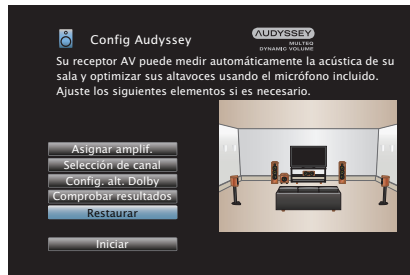 Config Audyssey
AUDYSSEY
MULTEQ
DYNAMIC VOLUME
Su receptor AV puede medir automáticamente la acústica de su
sala y optimizar sus altavoces usando el micrófono incluido.
Ajuste los siguientes elementos si es necesario.
Asignar amplif.
Selección de canal
Config. alt. Dolby
Comprobar resultados
Restaurar
Iniciar